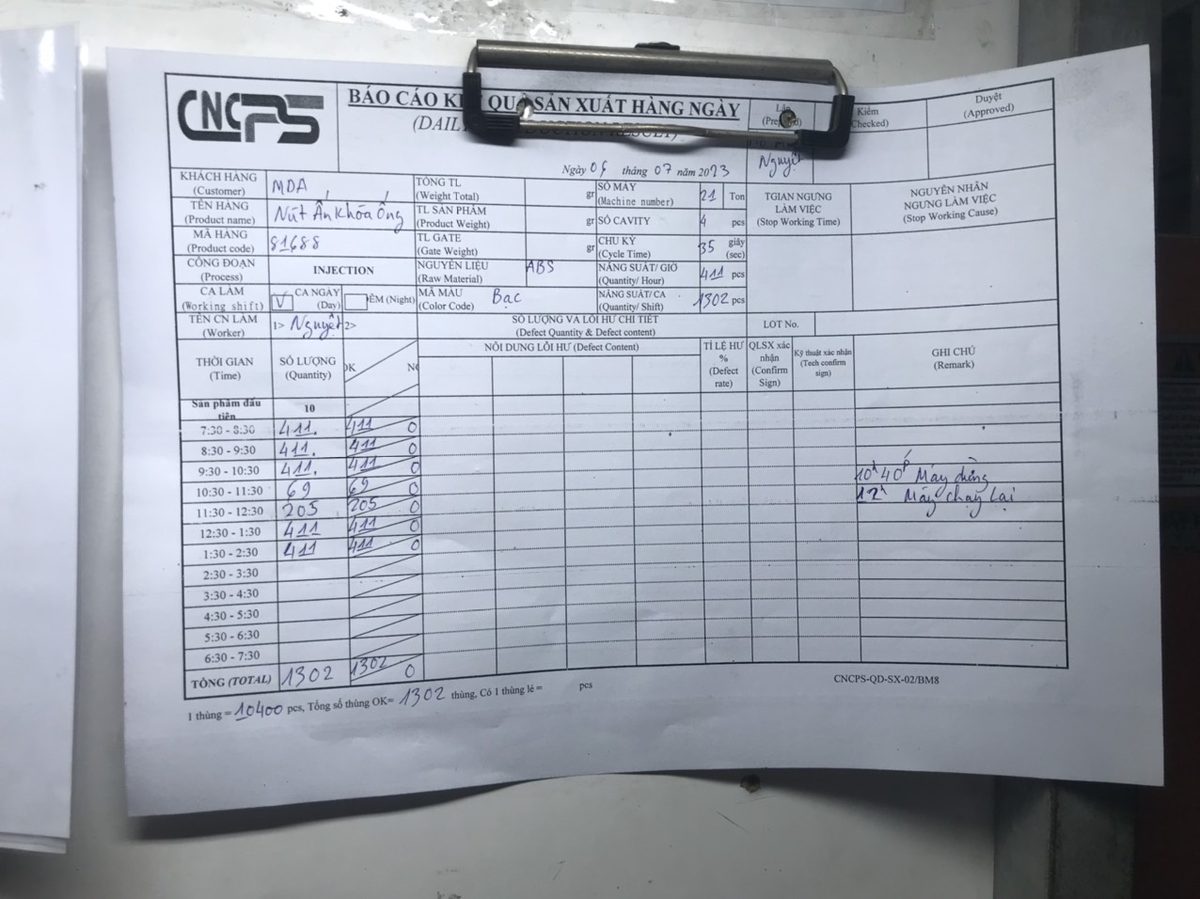 CNCPS
BÁO CÁO KẾ QUẢ SẢN XUẤT HÀNG NGÀY
(DAILY RESULT)
(Checked) Kiểm
Duyệt
(Approved)
Nguyệt
Ngày tháng 07 năm 2023
KHÁCH HÀNG
(Customer)
MDA
TỔNG TL
(Weight Total)
gr
SỐ MÁY
(Machine number)
21 Ton
TGIAN NGƯNG
LÀM VIỆC
(Stop Working Time)
NGUYÊN NHÂN
NGƯNG LÀM VIỆC
(Stop Working Cause)
TÊN HÀNG
(Product name)
Nút Ấn Khóa Ống
TL SẢN PHẨM
(Product Weight)
gr
SỐ CAVITY
4 pcs
MÃ HÀNG
(Product code)
81688
TL GATE
(Gate Weight)
gr
CHU KỲ
(Cycle Time)
35 giây
(sec)
CÔNG ĐOẠN
(Process)
INJECTION
NGUYÊN LIỆU
(Raw Material)
ABS
NĂNG SUẤT/ GIỜ
(Quantity/ Hour)
411 pcs
CA LÀM
(Working shift)
V CA NGÀY
(Day)
ĐÊM (Night)
MÃ MÀU
(Color Code)
Bạc
NĂNG SUẤT/CA
(Quantity/ Shift)
1302 pcs
TÊN CN LÀM
(Worker)
1> Nguyệt 2>
SỐ LƯỢNG VÀ LỖI HƯ CHI TIẾT
(Defect Quantity & Defect content)
LOT No.
THỜI GIAN
(Time)
SỐ LƯỢNG
(Quantity)
OK NG
NỘI DUNG LỖI HƯ (Defect Content)
TỈ LỆ HƯ
%
(Defect
rate)
QLSX xác
nhận
(Confirm
Sign)
Kỹ thuật xác nhận
(Tech confirm
sign)
GHI CHÚ
(Remark)
Sản phẩm đầu
tiên
10
7:30 - 8:30 411. 411 0
8:30 - 9:30 411. 411 0
9:30 - 10:30 411. 411 0
10:30 - 11:30 69 69 0 10h 40p Máy dừng
11:30 - 12:30 205 205 0 12h Máy chạy lại
12:30 - 1:30 411 411 0
1:30 - 2:30 411 411 0
2:30 - 3:30
3:30 - 4:30
4:30 - 5:30
5:30 - 6:30
6:30 - 7:30
TỔNG (TOTAL) 1302 1302 0
1 thùng = 10400 pcs, Tổng số thùng OK= 1302 thùng, Có 1 thùng lẻ = pcs
CNCPS-QD-SX-02/BM8